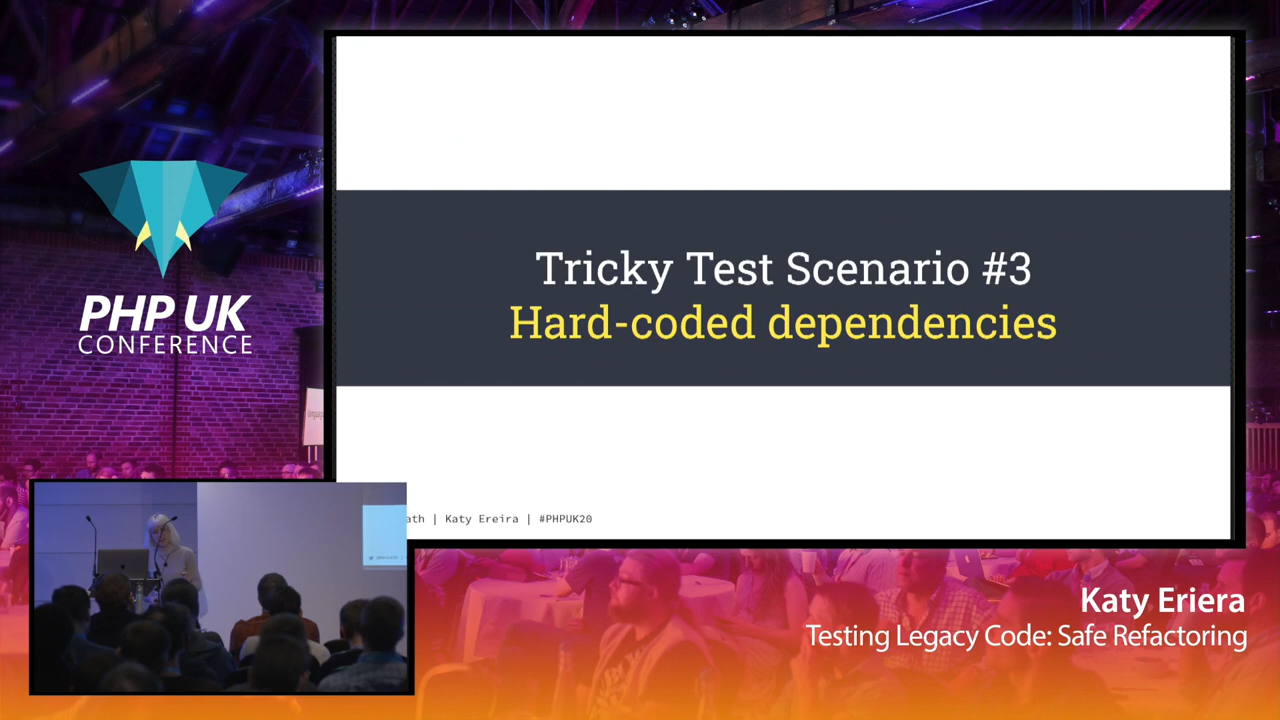 Tricky Test Scenario #3
Hard-coded dependencies
PHP UK
CONFERENCE
ath | Katy Ereira | #PHPUK20
Katy Eriera
Testing Legacy Code: Safe Refactoring